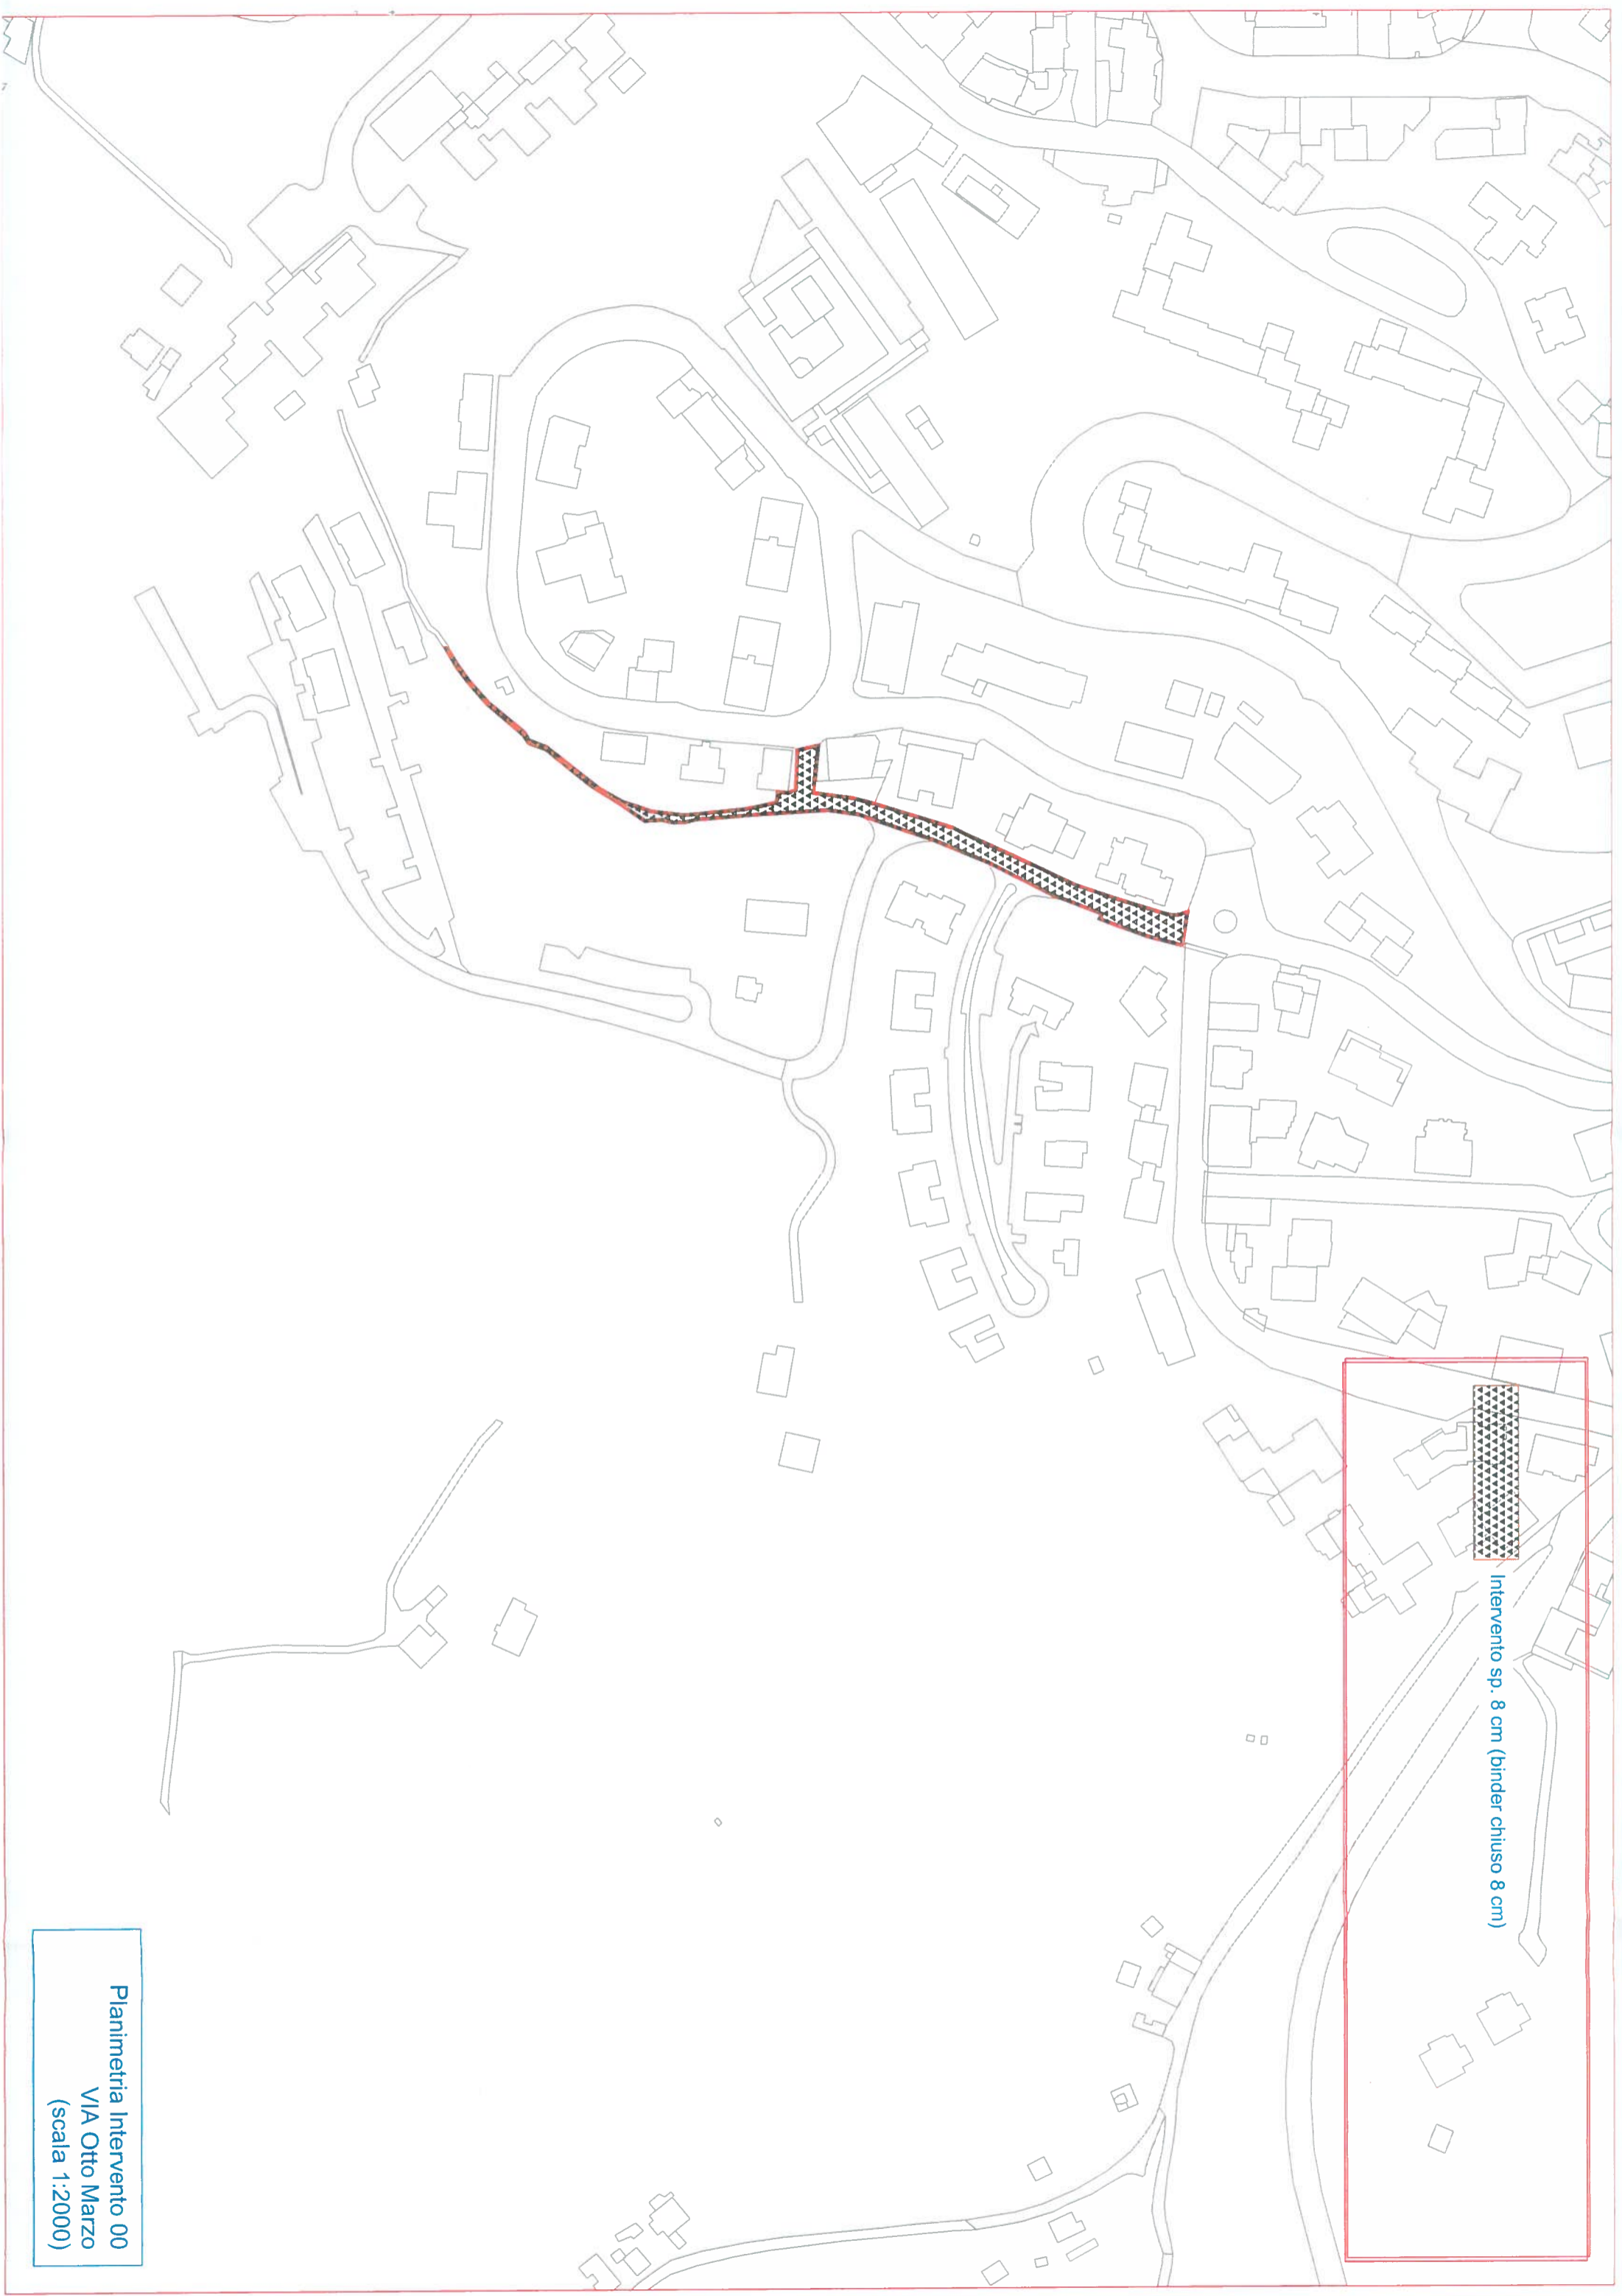 Intervento sp. 8 cm (binder chiuso 8 cm)
Planimetria Intervento 00
VIA Otto Marzo
(scala 1:2000)